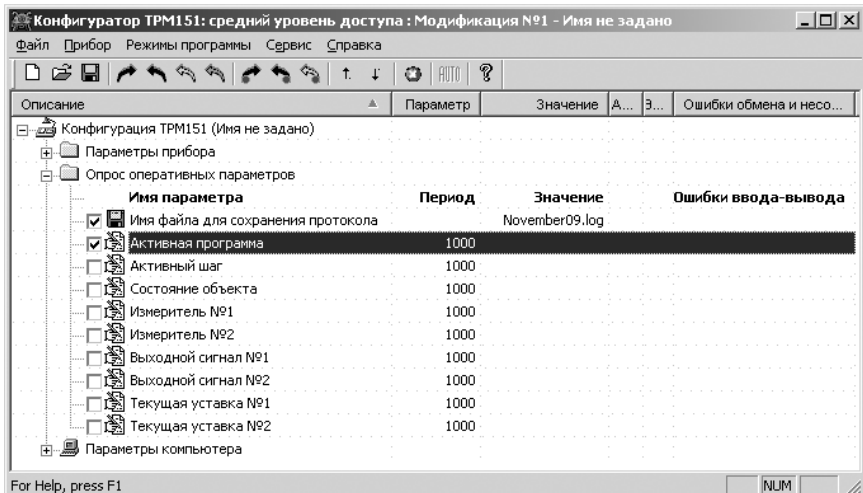 Конфигуратор ТРМ151: средний уровень доступа : Модификация №1 - Имя не задано
Файл Прибор Режимы программы Сервис Справка
AUTO
Описание Параметр Значение А... Э... Ошибки обмена и несо...
Конфигурация ТРМ151 (Имя не задано)
Параметры прибора
Опрос оперативных параметров
Имя параметра Период Значение Ошибки ввода-вывода
Имя файла для сохранения протокола November09.log
Активная программа 1000
Активный шаг 1000
Состояние объекта 1000
Измеритель №1 1000
Измеритель №2 1000
Выходной сигнал №1 1000
Выходной сигнал №2 1000
Текущая уставка №1 1000
Текущая уставка №2 1000
Параметры компьютера
For Help, press F1 NUM